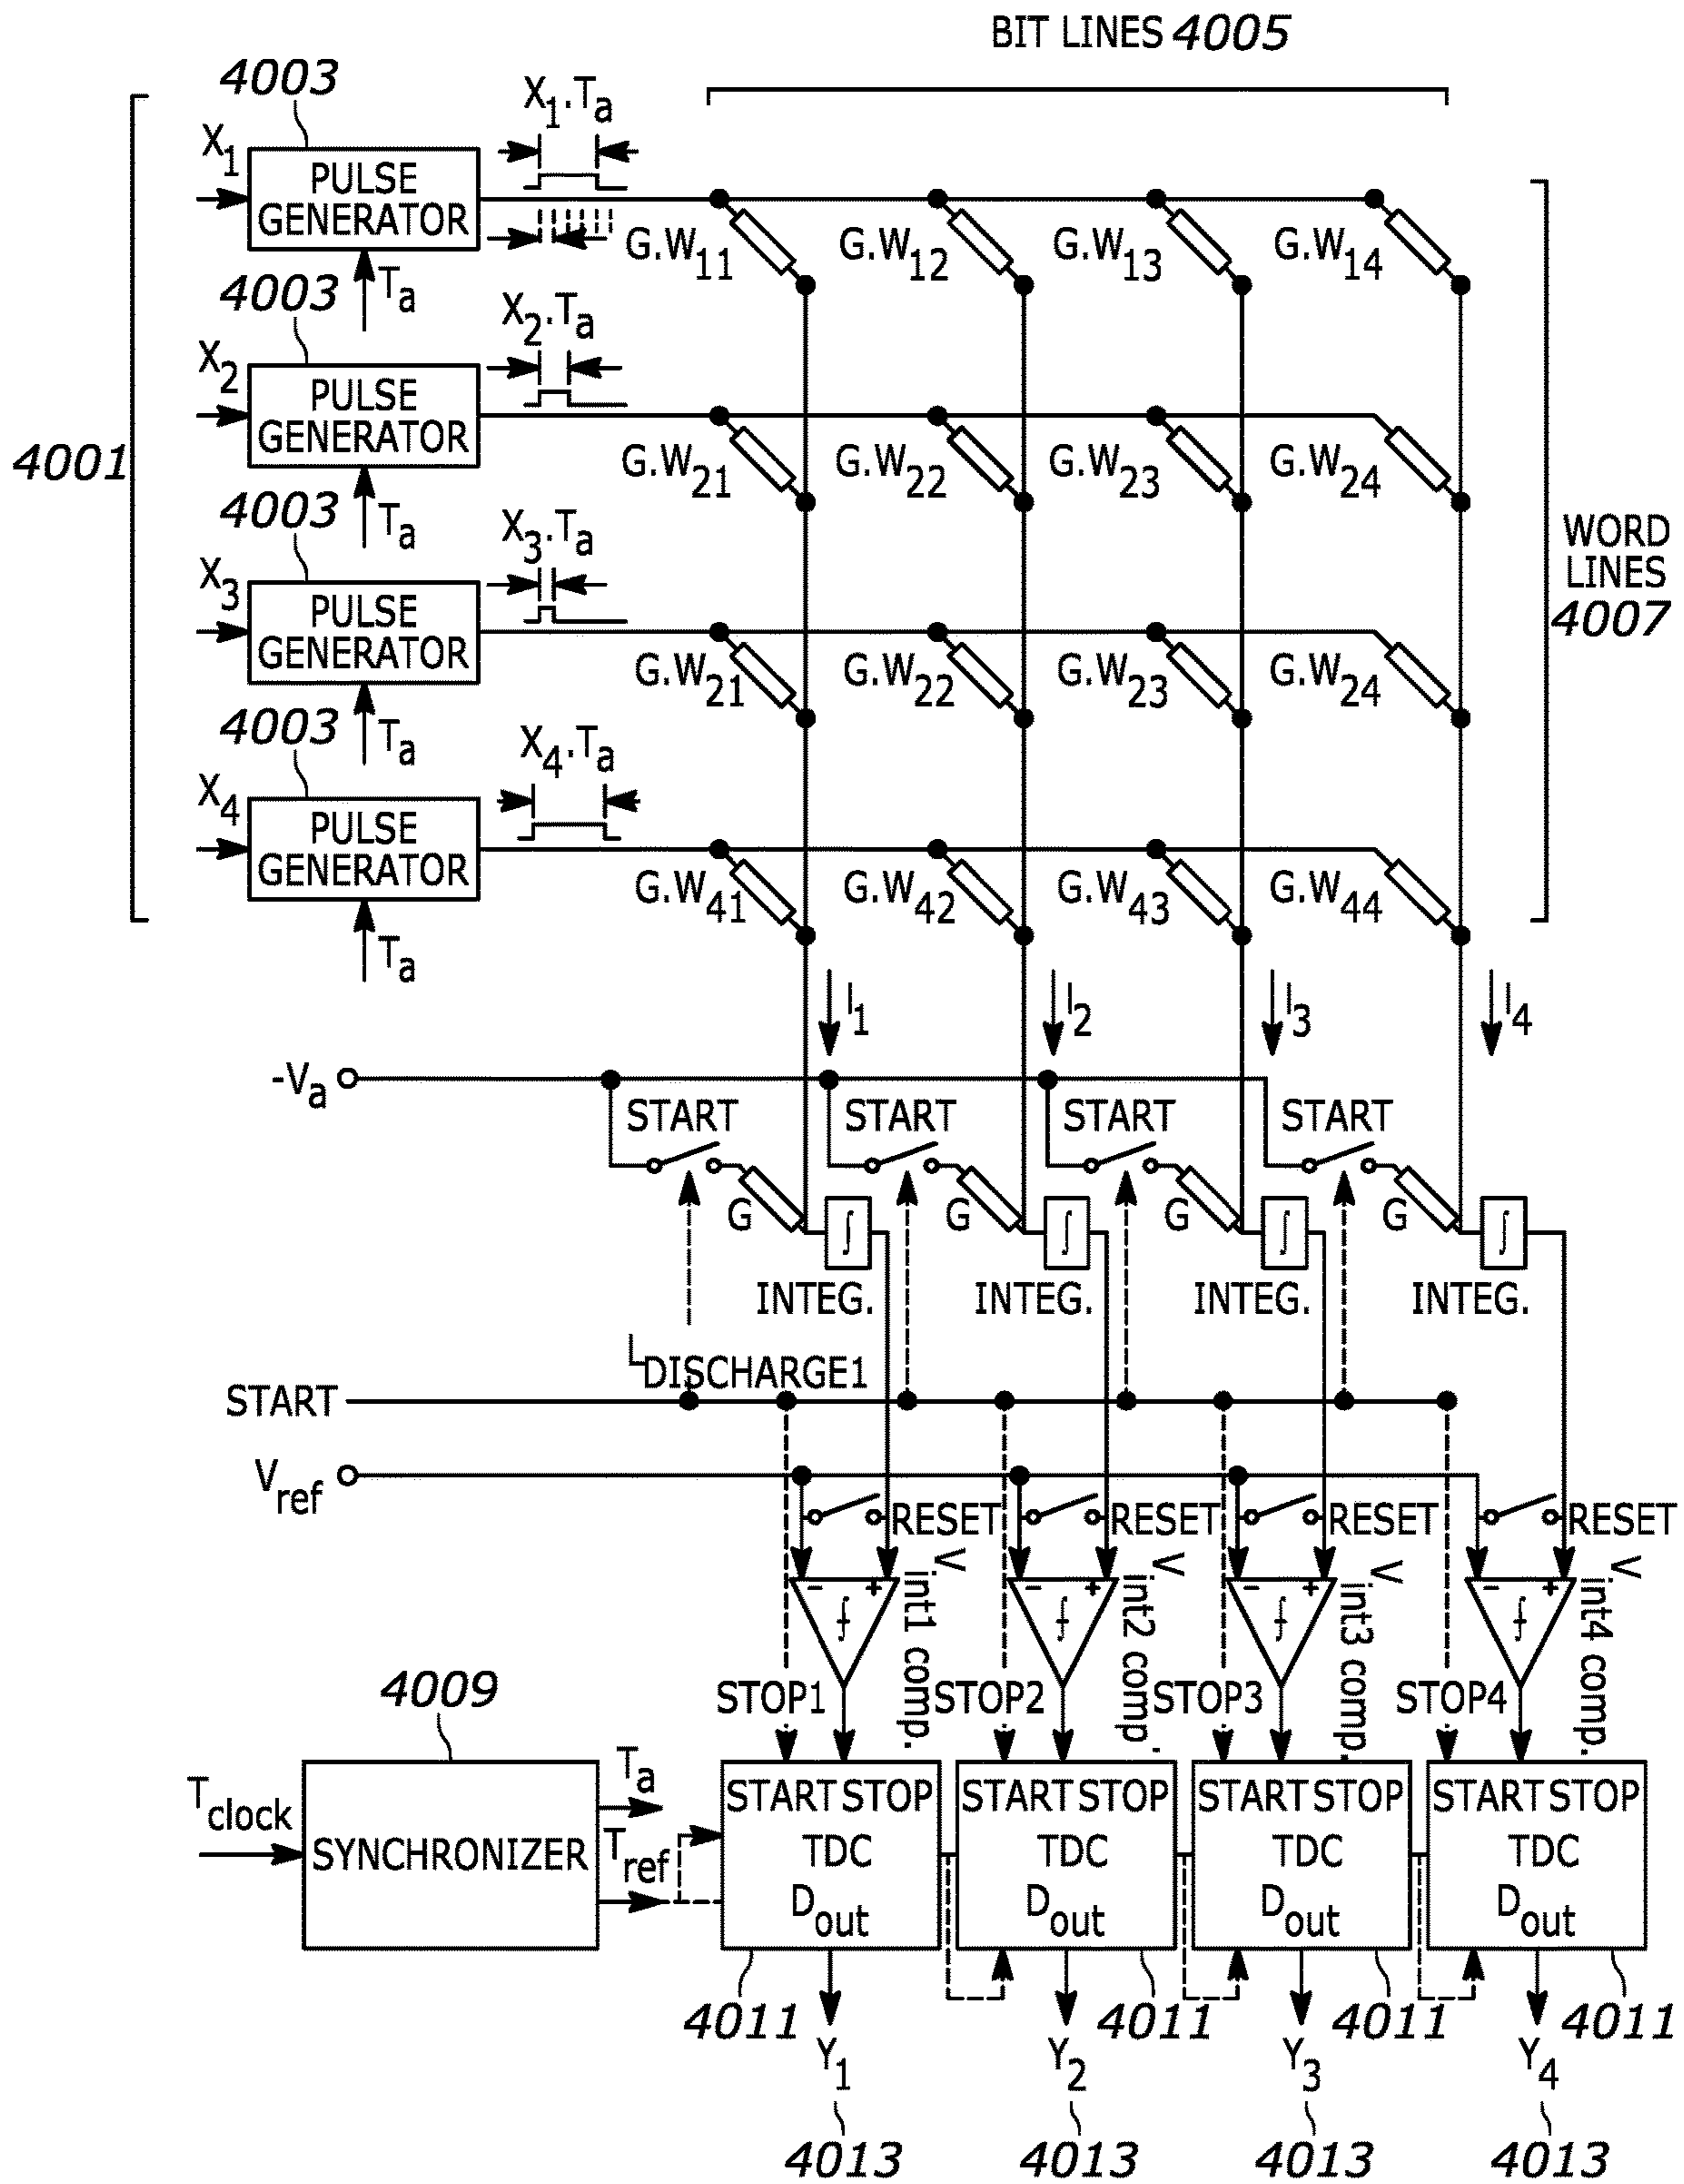 BIT LINES 4005
4003
X1.Ta
X1
PULSE
GENERATOR
G.W11
G.W12
G.W13
G.W14
Ta
4003
X2.Ta
X2
PULSE
GENERATOR
4001
G.W21
G.W22
G.W23
G.W24
Ta
4003
X3.Ta
WORD
LINES
4007
X3
PULSE
GENERATOR
G.W21
G.W22
G.W23
G.W24
Ta
4003
X4.Ta
X4
PULSE
GENERATOR
G.W41
G.W42
G.W43
G.W44
Ta
I1
I2
I3
I4
-Va
START
START
START
START
G
G
G
G
∫
∫
∫
∫
INTEG.
INTEG.
INTEG.
INTEG.
LDISCHARGE1
START
Vref
RESET
RESET
RESET
RESET
- +
- +
- +
- +
Vint1 comp.
Vint2 comp.
Vint3 comp.
Vint4 comp.
STOP1
STOP2
STOP3
STOP4
4009
Tclock
SYNCHRONIZER
Ta
Tref
START STOP
TDC
Dout
START STOP
TDC
Dout
START STOP
TDC
Dout
START STOP
TDC
Dout
4011
4011
4011
4011
Y1
Y2
Y3
Y4
4013
4013
4013
4013